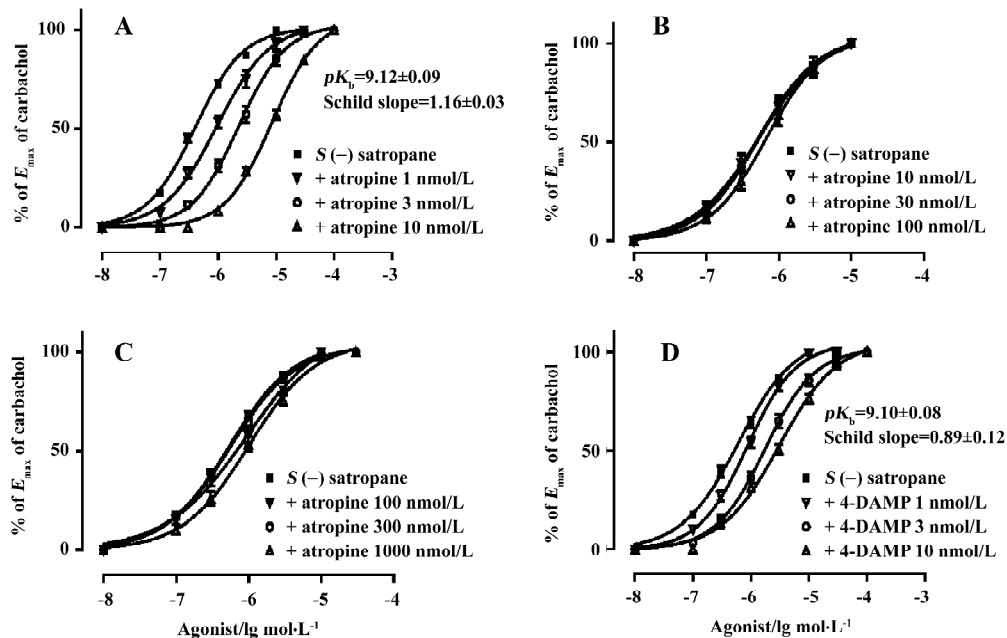 A
100
50
0
% of Emax of carbachol
pKb=9.12±0.09
Schild slope=1.16±0.03
S (−) satropane
+ atropine 1 nmol/L
+ atropine 3 nmol/L
+ atropine 10 nmol/L
-8 -7 -6 -5 -4 -3
B
100
50
0
% of Emax of carbachol
S (−) satropane
+ atropine 10 nmol/L
+ atropine 30 nmol/L
+ atropinc 100 nmol/L
-8 -7 -6 -5 -4
C
100
50
0
% of Emax of carbachol
S (−) satropane
+ atropine 100 nmol/L
+ atropine 300 nmol/L
+ atropine 1000 nmol/L
-8 -7 -6 -5 -4
Agonist/lg mol·L-1
D
100
50
0
% of Emax of carbachol
pKb=9.10±0.08
Schild slope=0.89±0.12
S (−) satropane
+ 4-DAMP 1 nmol/L
+ 4-DAMP 3 nmol/L
+ 4-DAMP 10 nmol/L
-8 -7 -6 -5 -4 -3
Agonist/lg mol·L-1